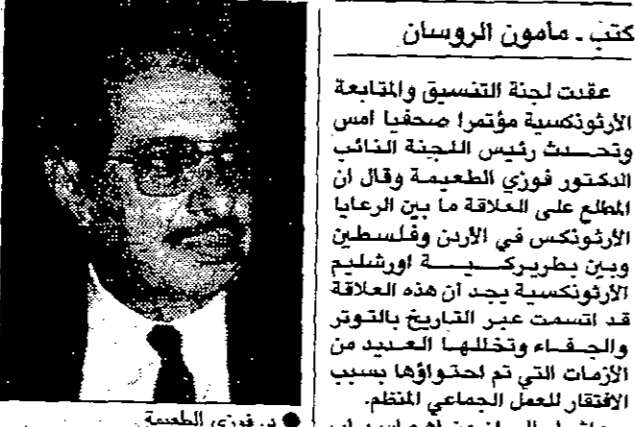 كتب ـ مامون الروسان
عقدت لجنة التنسيق والمتابعة
الأرثوذكسية مؤتمرا صحفيا امس
وتحدث رئيس اللجنة النائب
الدكتور فوزي الطعيمة وقال ان
المطلع على العلاقة ما بين الرعايا
الأرثوذكس في الأردن وفلسطين
وبين بطريركية اورشليم
الأرثوذكسية يجد ان هذه العلاقة
قد اتسمت عبر التاريخ بالتوتر
والجفاء وتخللها العديد من
الأزمات التي تم احتواؤها بسبب
الافتقار للعمل الجماعي المنظم.
● د. فوزي الطعيمة